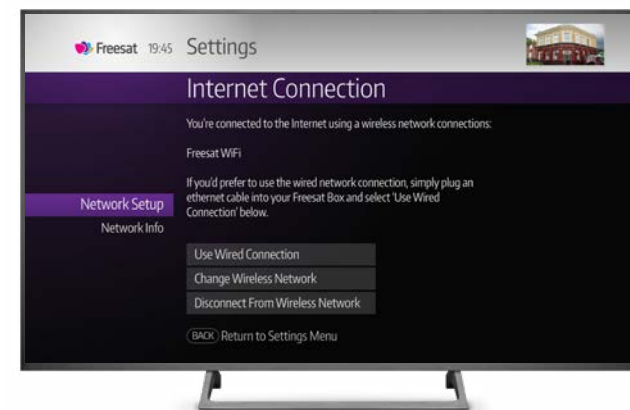 Freesat 19:45 Settings
Internet Connection
You're connected to the Internet using a wireless network connections:
Freesat WiFi
If you'd prefer to use the wired network connection, simply plug an
ethernet cable into your Freesat Box and select 'Use Wired
Connection' below.
Network Setup
Network Info
Use Wired Connection
Change Wireless Network
Disconnect From Wireless Network
BACK Return to Settings Menu